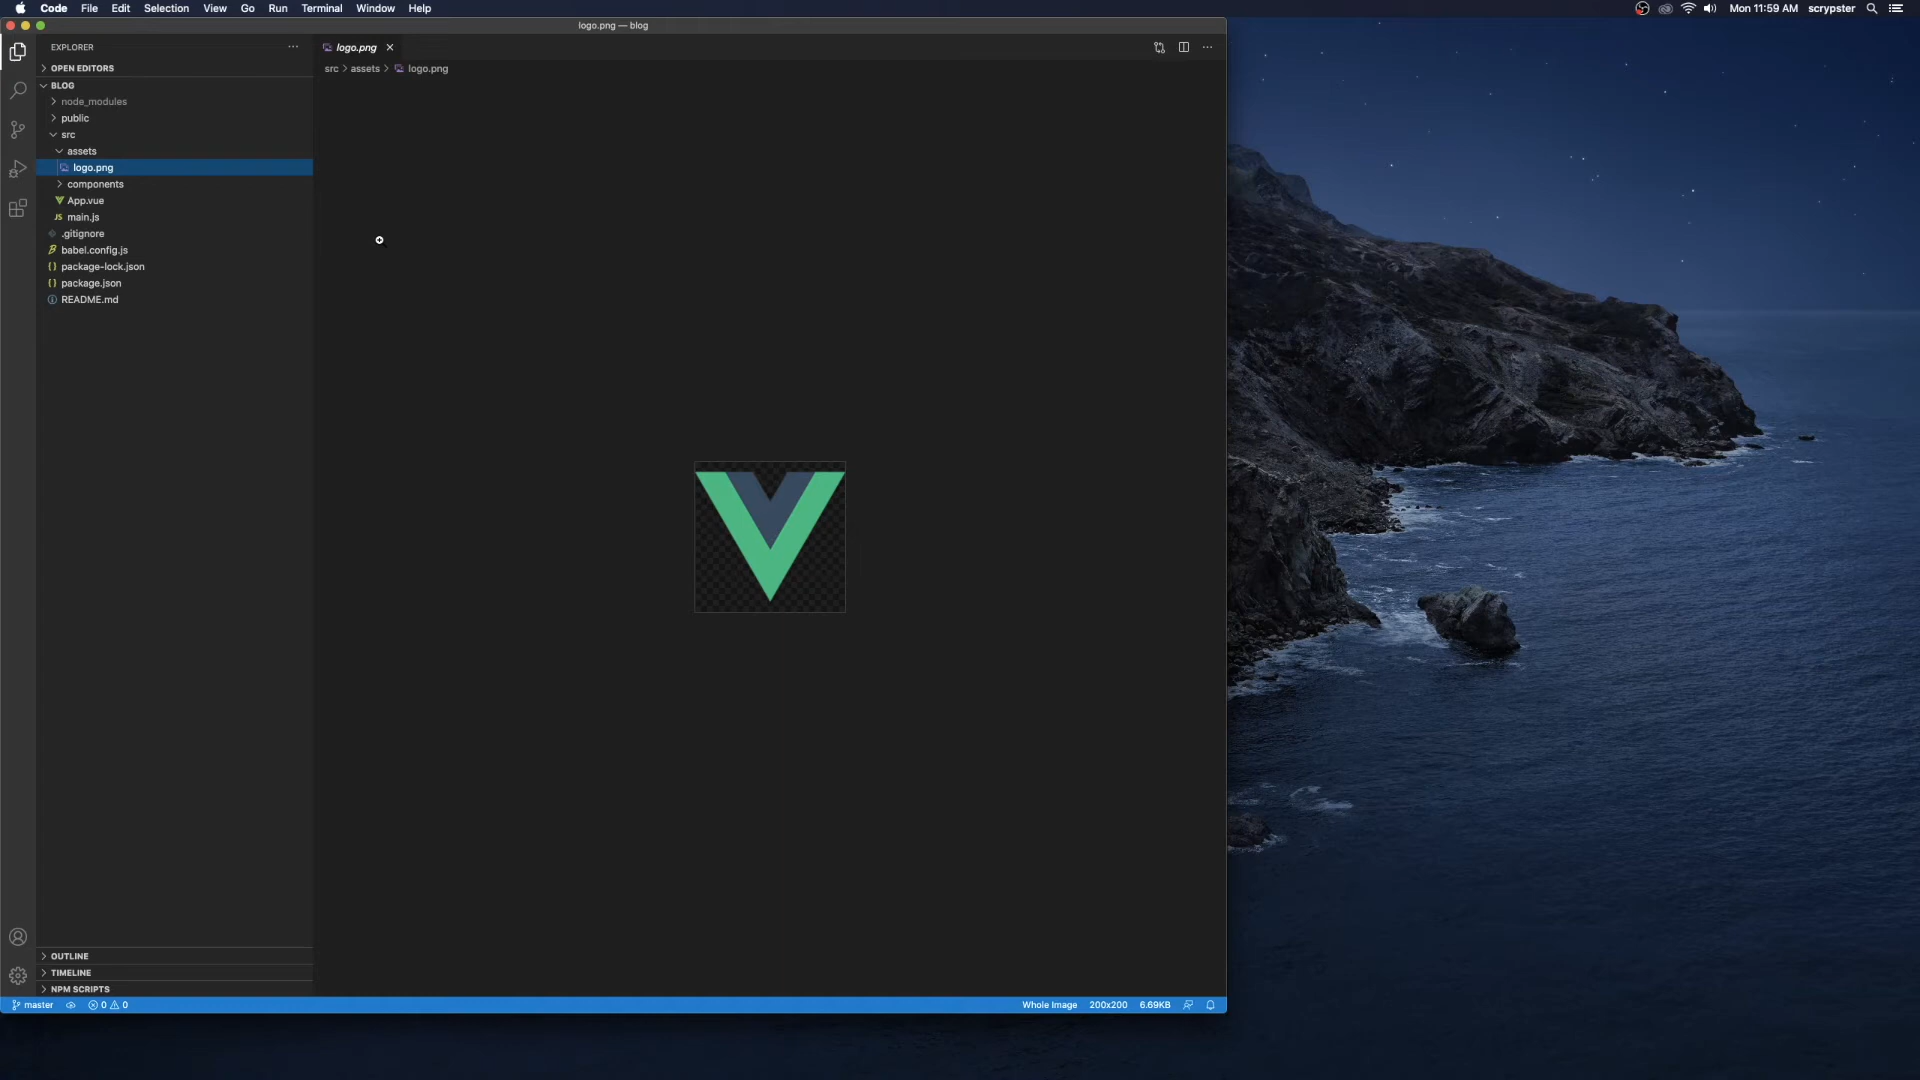 Code File Edit Selection View Go Run Terminal Window Help
Mon 11:59 AM scrypster
logo.png — blog
EXPLORER
OPEN EDITORS
BLOG
node_modules
public
src
assets
logo.png
components
App.vue
JS main.js
.gitignore
babel.config.js
package-lock.json
package.json
README.md
OUTLINE
TIMELINE
NPM SCRIPTS
logo.png
src > assets > logo.png
master 0 0
Whole Image 200x200 6.69KB